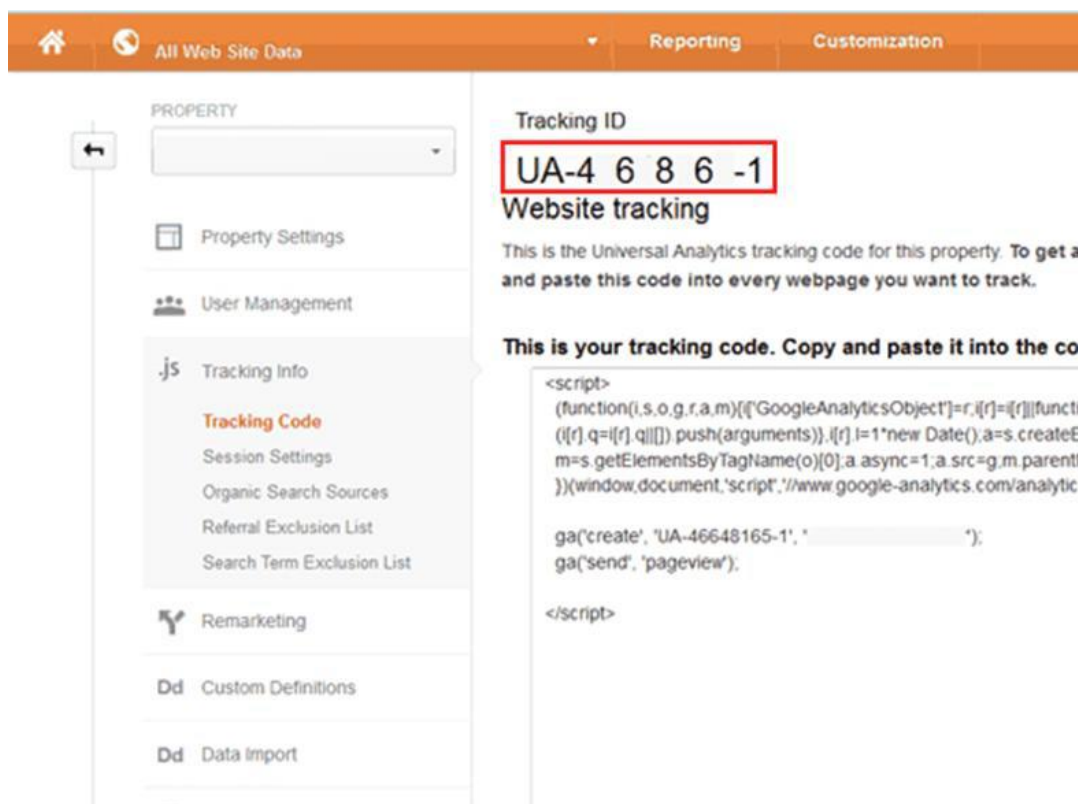 All Web Site Data
Reporting
Customization
PROPERTY
Property Settings
User Management
.js Tracking Info
Tracking Code
Session Settings
Organic Search Sources
Referral Exclusion List
Search Term Exclusion List
Remarketing
Dd Custom Definitions
Dd Data Import
Tracking ID
UA-4 6 8 6 -1
Website tracking
This is the Universal Analytics tracking code for this property. To get a
and paste this code into every webpage you want to track.
This is your tracking code. Copy and paste it into the co
<script>
(function(i,s,o,g,r,a,m){i['GoogleAnalyticsObject']=r;i[r]=i[r]||functi
(i[r].q=i[r].q||[]).push(arguments)},i[r].l=1*new Date();a=s.createE
m=s.getElementsByTagName(o)[0];a.async=1;a.src=g;m.parentI
})(window,document,'script','//www.google-analytics.com/analytic
ga('create', 'UA-46648165-1', ' ');
ga('send', 'pageview');
</script>